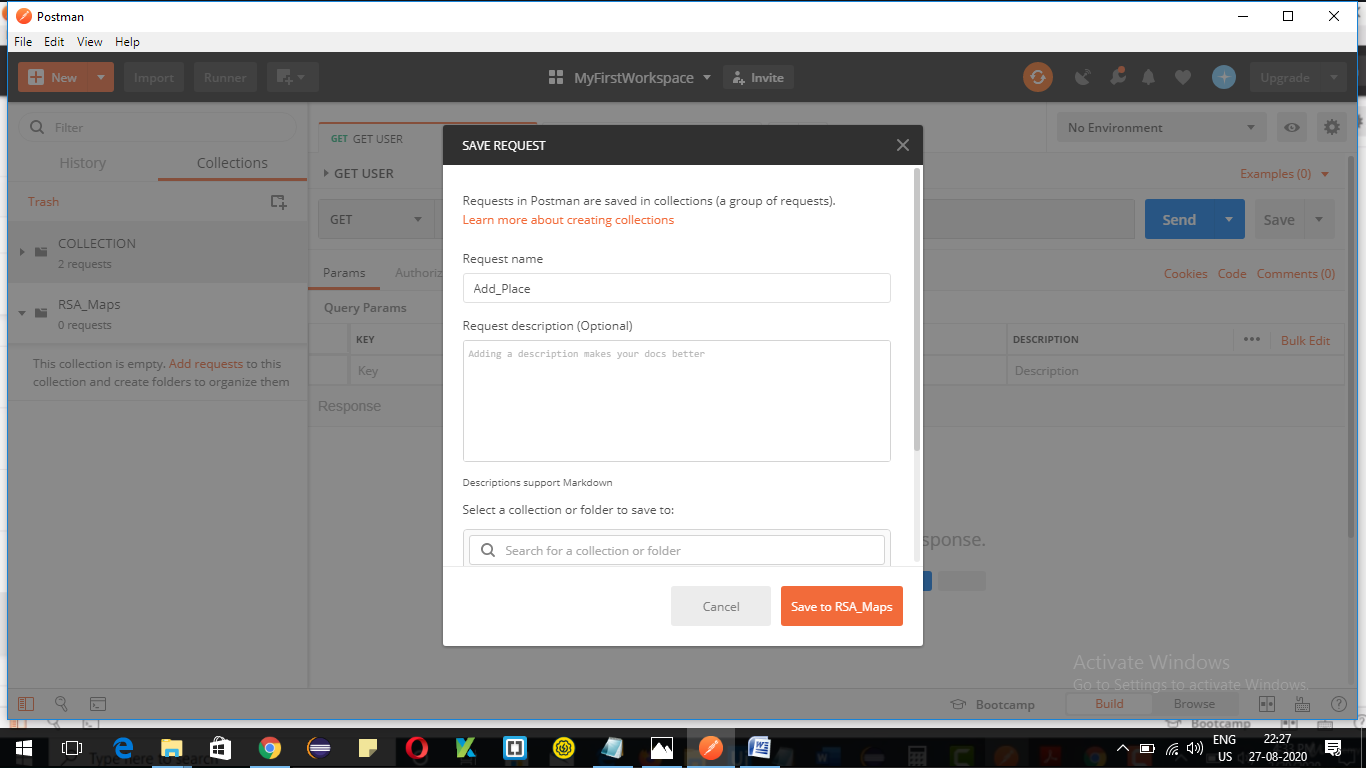 Postman
File Edit View Help
New Import Runner MyFirstWorkspace Invite Upgrade
Filter
History Collections
Trash
COLLECTION
2 requests
RSA_Maps
0 requests
This collection is empty. Add requests to this
collection and create folders to organize them
GET GET USER
GET USER
No Environment
Examples (0)
GET
Send Save
Params Authoriz
Cookies Code Comments (0)
Query Params
KEY DESCRIPTION Bulk Edit
Key Description
Response
sponse.
SAVE REQUEST
Requests in Postman are saved in collections (a group of requests).
Learn more about creating collections
Request name
Add_Place
Request description (Optional)
Adding a description makes your docs better
Descriptions support Markdown
Select a collection or folder to save to:
Search for a collection or folder
Cancel Save to RSA_Maps
Activate Windows
Go to Settings to activate Windows.
Bootcamp Build Browse
Bootcamp
Type here to search
ENG 22:27
US 27-08-2020